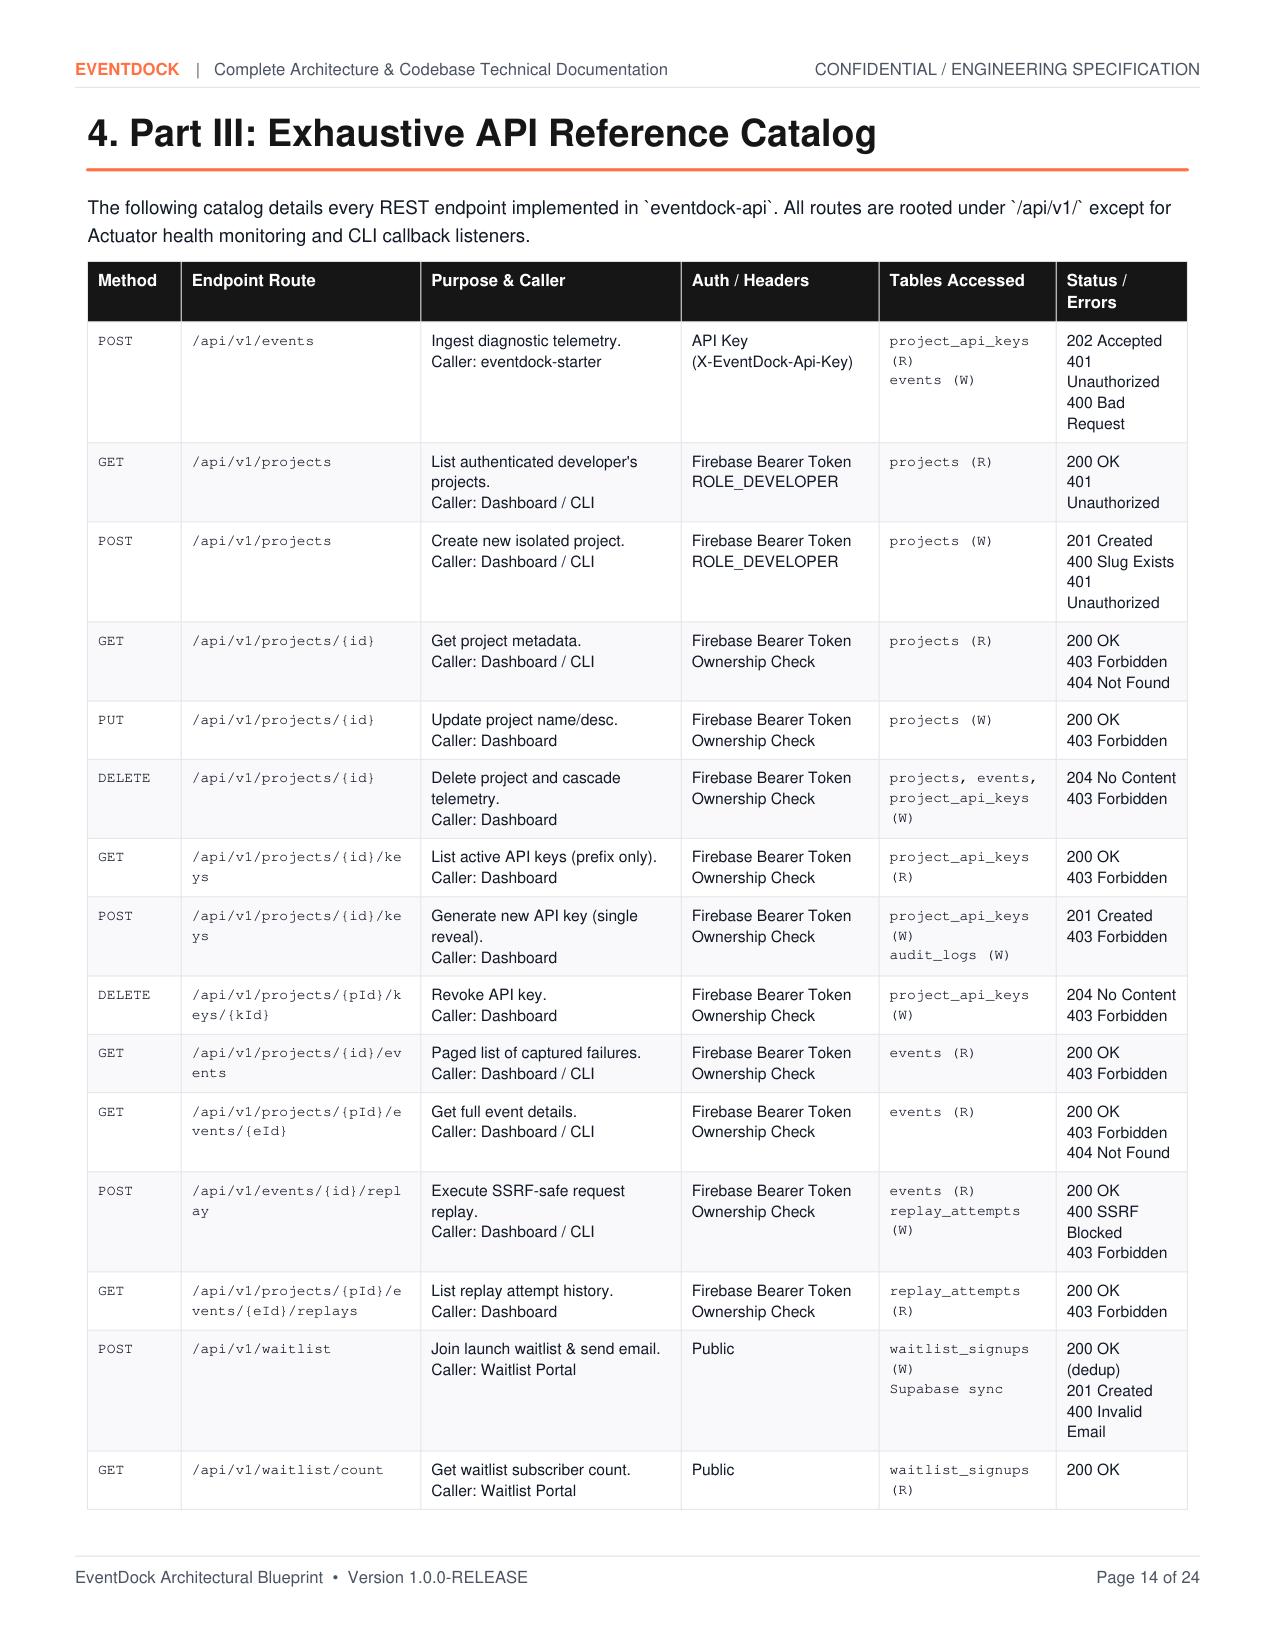 EVENTDOCK | Complete Architecture & Codebase Technical Documentation CONFIDENTIAL / ENGINEERING SPECIFICATION
4. Part III: Exhaustive API Reference Catalog
The following catalog details every REST endpoint implemented in `eventdock-api`. All routes are rooted under `/api/v1/` except for
Actuator health monitoring and CLI callback listeners.
Method Endpoint Route Purpose & Caller Auth / Headers Tables Accessed Status /
Errors
POST /api/v1/events Ingest diagnostic telemetry. API Key project_api_keys 202 Accepted
Caller: eventdock-starter (X-EventDock-Api-Key) (R) 401
events (W) Unauthorized
400 Bad
Request
GET /api/v1/projects List authenticated developer's Firebase Bearer Token projects (R) 200 OK
projects. ROLE_DEVELOPER 401
Caller: Dashboard / CLI Unauthorized
POST /api/v1/projects Create new isolated project. Firebase Bearer Token projects (W) 201 Created
Caller: Dashboard / CLI ROLE_DEVELOPER 400 Slug Exists
401
Unauthorized
GET /api/v1/projects/{id} Get project metadata. Firebase Bearer Token projects (R) 200 OK
Caller: Dashboard / CLI Ownership Check 403 Forbidden
404 Not Found
PUT /api/v1/projects/{id} Update project name/desc. Firebase Bearer Token projects (W) 200 OK
Caller: Dashboard Ownership Check 403 Forbidden
DELETE /api/v1/projects/{id} Delete project and cascade Firebase Bearer Token projects, events, 204 No Content
telemetry. Ownership Check project_api_keys 403 Forbidden
Caller: Dashboard (W)
GET /api/v1/projects/{id}/ke List active API keys (prefix only). Firebase Bearer Token project_api_keys 200 OK
ys Caller: Dashboard Ownership Check (R) 403 Forbidden
POST /api/v1/projects/{id}/ke Generate new API key (single Firebase Bearer Token project_api_keys 201 Created
ys reveal). Ownership Check (W) 403 Forbidden
Caller: Dashboard audit_logs (W)
DELETE /api/v1/projects/{pId}/k Revoke API key. Firebase Bearer Token project_api_keys 204 No Content
eys/{kId} Caller: Dashboard Ownership Check (W) 403 Forbidden
GET /api/v1/projects/{id}/ev Paged list of captured failures. Firebase Bearer Token events (R) 200 OK
ents Caller: Dashboard / CLI Ownership Check 403 Forbidden
GET /api/v1/projects/{pId}/e Get full event details. Firebase Bearer Token events (R) 200 OK
vents/{eId} Caller: Dashboard / CLI Ownership Check 403 Forbidden
404 Not Found
POST /api/v1/events/{id}/repl Execute SSRF-safe request Firebase Bearer Token events (R) 200 OK
ay replay. Ownership Check replay_attempts 400 SSRF
Caller: Dashboard / CLI (W) Blocked
403 Forbidden
GET /api/v1/projects/{pId}/e List replay attempt history. Firebase Bearer Token replay_attempts 200 OK
vents/{eId}/replays Caller: Dashboard Ownership Check (R) 403 Forbidden
POST /api/v1/waitlist Join launch waitlist & send email. Public waitlist_signups 200 OK
Caller: Waitlist Portal (W) (dedup)
Supabase sync 201 Created
400 Invalid
Email
GET /api/v1/waitlist/count Get waitlist subscriber count. Public waitlist_signups 200 OK
Caller: Waitlist Portal (R)
EventDock Architectural Blueprint • Version 1.0.0-RELEASE Page 14 of 24